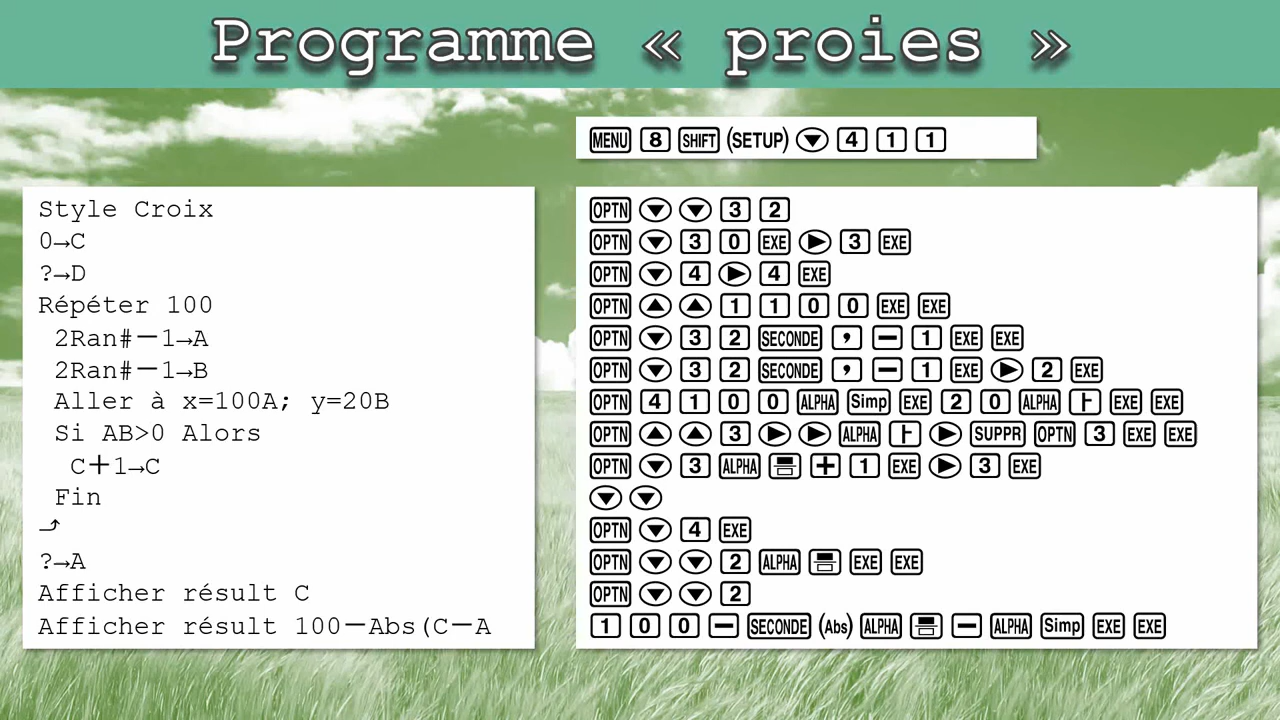 Programme « proies »
MENU 8 SHIFT (SETUP) ▼ 4 1 1
Style Croix
0→C
?→D
Répéter 100
2Ran#−1→A
2Ran#−1→B
Aller à x=100A; y=20B
Si AB>0 Alors
C+1→C
Fin
⤴
?→A
Afficher résult C
Afficher résult 100−Abs(C−A
OPTN ▼ ▼ 3 2
OPTN ▼ 3 0 EXE ▶ 3 EXE
OPTN ▼ 4 ▶ 4 EXE
OPTN ▲ ▲ 1 1 0 0 EXE EXE
OPTN ▼ 3 2 SECONDE , − 1 EXE EXE
OPTN ▼ 3 2 SECONDE , − 1 EXE ▶ 2 EXE
OPTN 4 1 0 0 ALPHA Simp EXE 2 0 ALPHA ⊦ EXE EXE
OPTN ▲ ▲ 3 ▶ ▶ ALPHA ⊦ ▶ SUPPR OPTN 3 EXE EXE
OPTN ▼ 3 ALPHA + 1 EXE ▶ 3 EXE
▼ ▼
OPTN ▼ 4 EXE
OPTN ▼ ▼ 2 ALPHA EXE EXE
OPTN ▼ ▼ 2
1 0 0 − SECONDE (Abs) ALPHA − ALPHA Simp EXE EXE